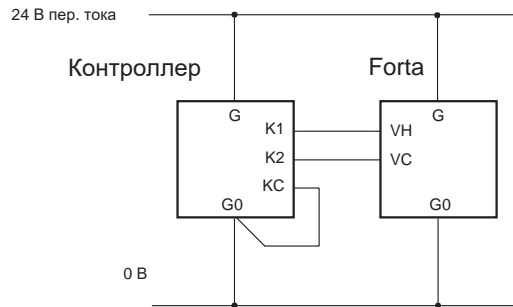 24 В пер. тока
Контроллер
Forta
G
G
K1
VH
K2
VC
KC
G0
G0
0 В